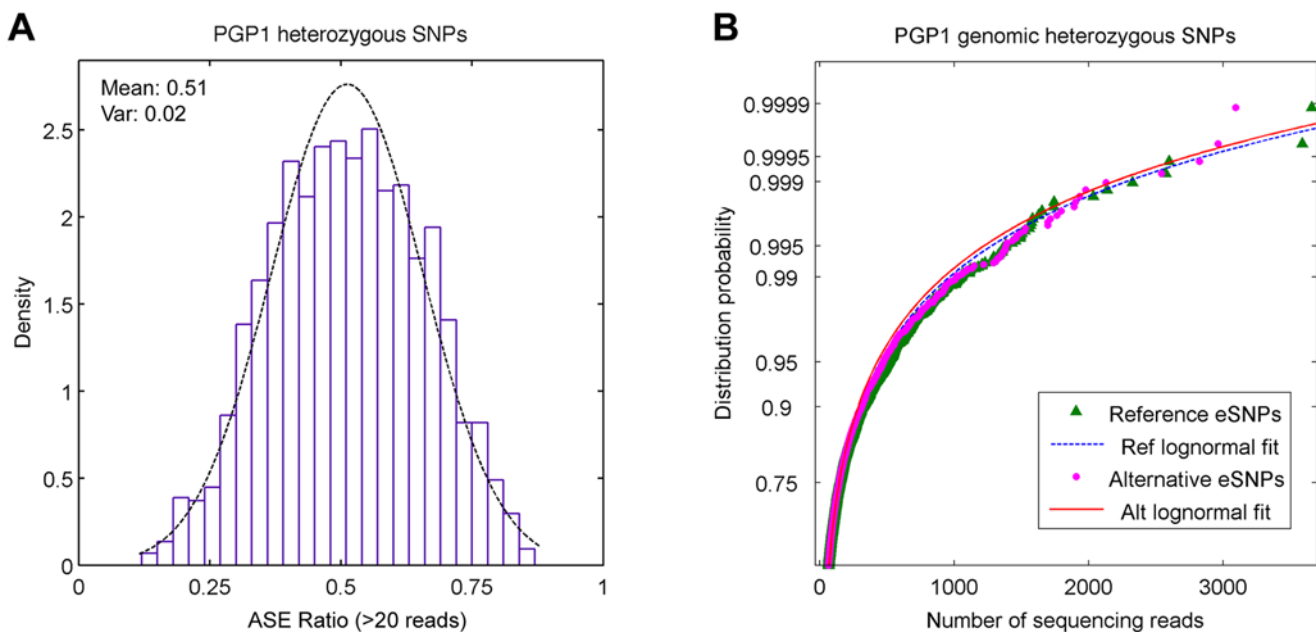 A
PGP1 heterozygous SNPs
Mean: 0.51
Var: 0.02
Density
2.5
2
1.5
1
0.5
0
0
0.25
0.5
0.75
1
ASE Ratio (>20 reads)
B
PGP1 genomic heterozygous SNPs
Distribution probability
0.9999
0.9995
0.999
0.995
0.99
0.95
0.9
0.75
Reference eSNPs
Ref lognormal fit
Alternative eSNPs
Alt lognormal fit
0
1000
2000
3000
Number of sequencing reads